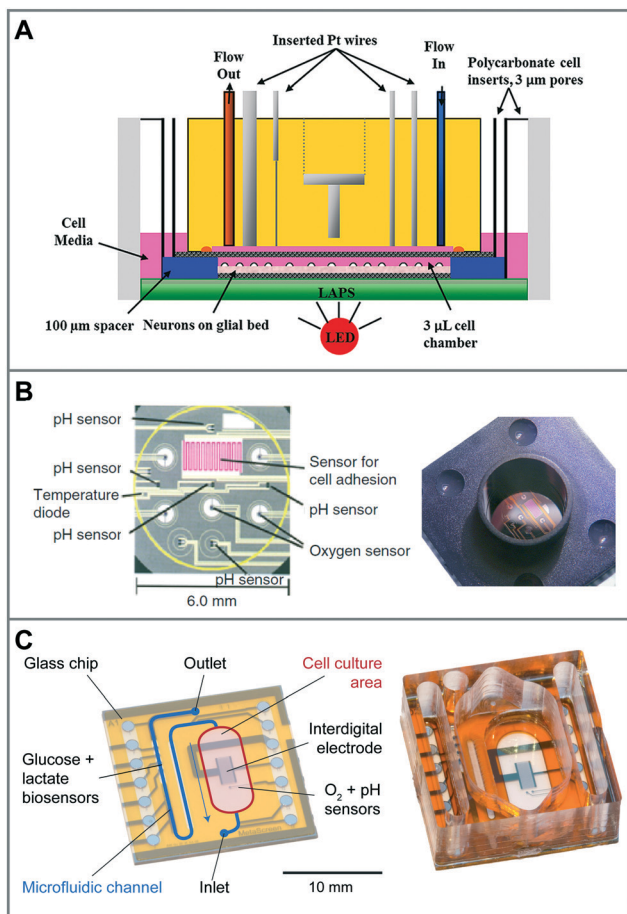 A
Flow
Out
Inserted Pt wires
Flow
In
Polycarbonate cell
inserts, 3 µm pores
Cell
Media
100 µm spacer
Neurons on glial bed
LAPS
LED
3 µL cell
chamber
B
pH sensor
pH sensor
Temperature
diode
pH sensor
Sensor for
cell adhesion
pH sensor
Oxygen sensor
pH sensor
6.0 mm
C
Glass chip
Outlet
Cell culture
area
Glucose +
lactate
biosensors
Interdigital
electrode
O₂ + pH
sensors
Microfluidic channel
Inlet
10 mm